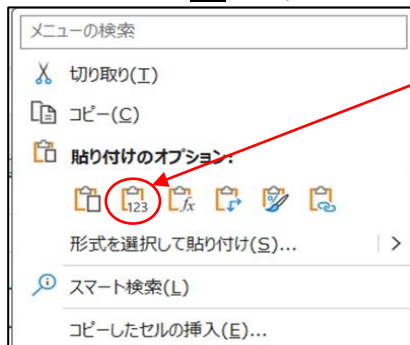 メニューの検索
切り取り(T)
コピー(C)
貼り付けのオプション:
123 fx
形式を選択して貼り付け(S)...
スマート検索(L)
コピーしたセルの挿入(E)...